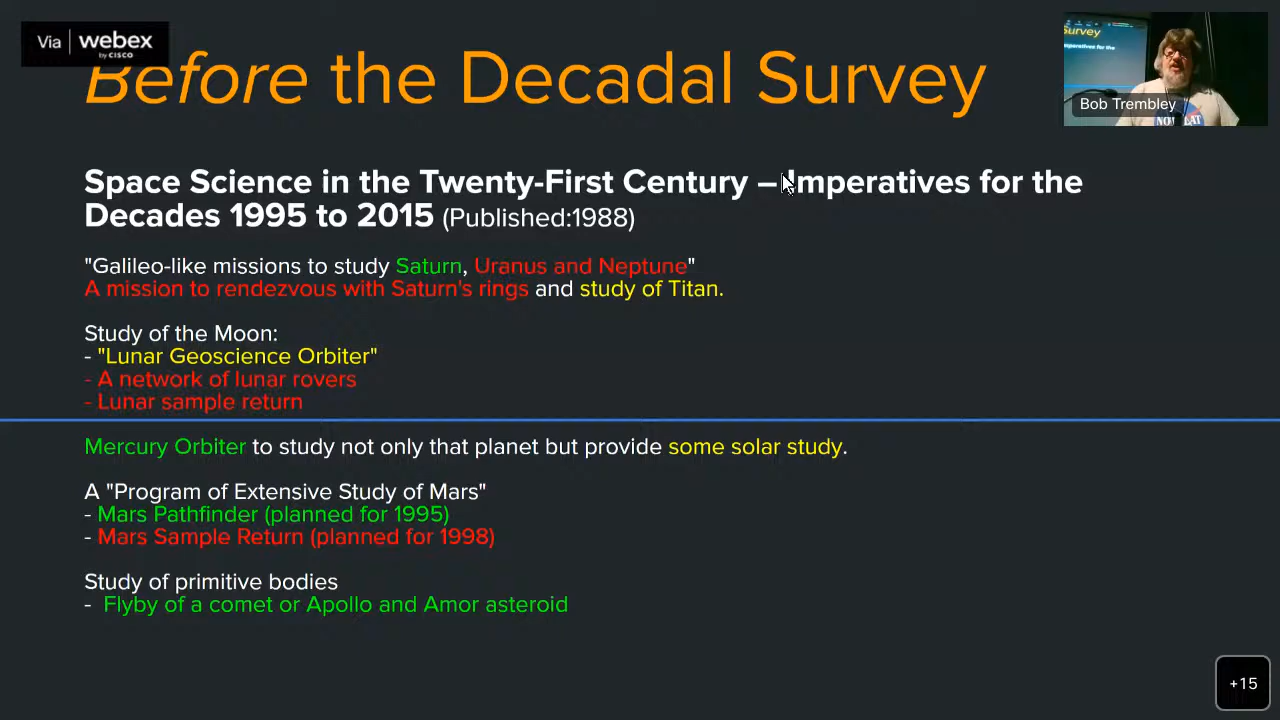 Via webex
by CISCO
Before the Decadal Survey
Survey
mperatives for the
Bob Trembley
Space Science in the Twenty-First Century – Imperatives for the
Decades 1995 to 2015 (Published:1988)
"Galileo-like missions to study Saturn, Uranus and Neptune"
A mission to rendezvous with Saturn's rings and study of Titan.
Study of the Moon:
- "Lunar Geoscience Orbiter"
- A network of lunar rovers
- Lunar sample return
Mercury Orbiter to study not only that planet but provide some solar study.
A "Program of Extensive Study of Mars"
- Mars Pathfinder (planned for 1995)
- Mars Sample Return (planned for 1998)
Study of primitive bodies
- Flyby of a comet or Apollo and Amor asteroid
+15